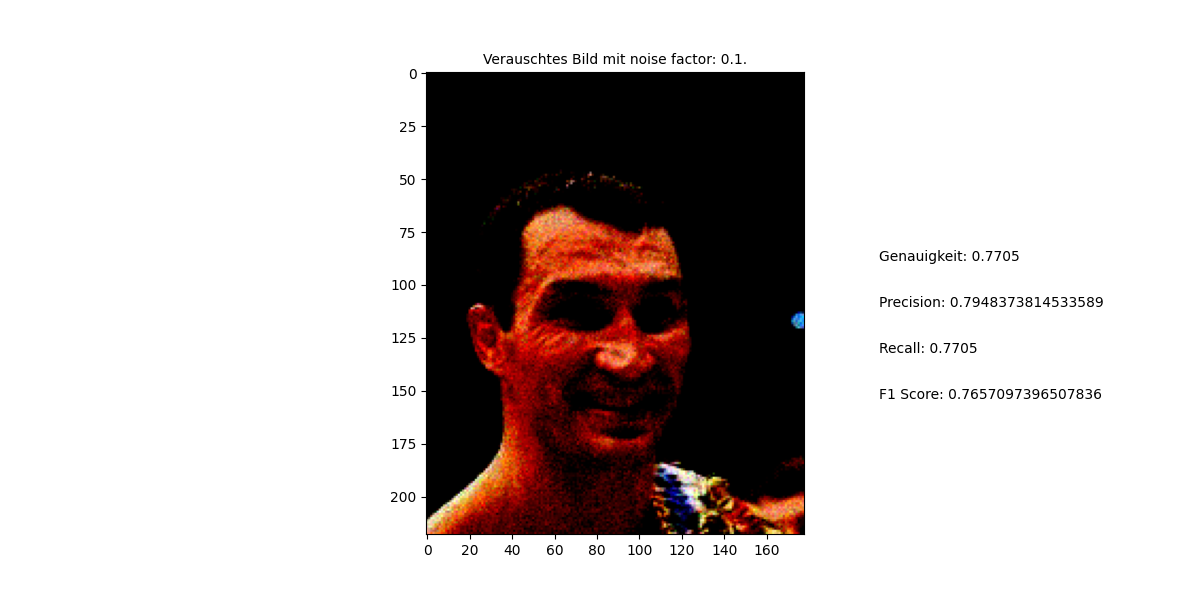 Verauschtes Bild mit noise factor: 0.1.
0
25
50
75
100
125
150
175
200
0 20 40 60 80 100 120 140 160
Genauigkeit: 0.7705
Precision: 0.7948373814533589
Recall: 0.7705
F1 Score: 0.7657097396507836